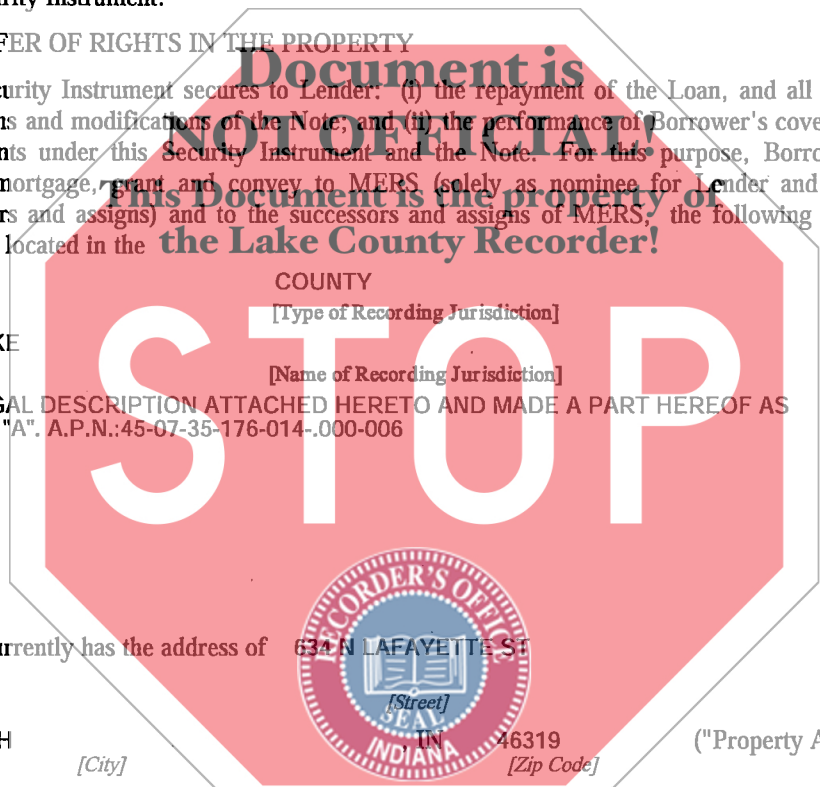 rity Instrument.
FER OF RIGHTS IN THE PROPERTY
Document is
urity Instrument secures to Lender: (i) the repayment of the Loan, and all
ns and modifications of the Note; and (ii) the performance of Borrower's cove
NOT OFFICIAL!
nts under this Security Instrument and the Note. For this purpose, Borro
mortgage, grant and convey to MERS (solely as nominee for Lender and
This Document is the property of
rs and assigns) and to the successors and assigns of MERS, the following
located in the
the Lake County Recorder!
COUNTY
[Type of Recording Jurisdiction]
KE
[Name of Recording Jurisdiction]
GAL DESCRIPTION ATTACHED HERETO AND MADE A PART HEREOF AS
"A". A.P.N.:45-07-35-176-014-.000-006
STOP
RECORDER'S OFFICE
urrently has the address of 634 N LAFAYETTE ST
[Street]
SEAL
INDIANA
H , IN 46319 ("Property A
[City] [Zip Code]